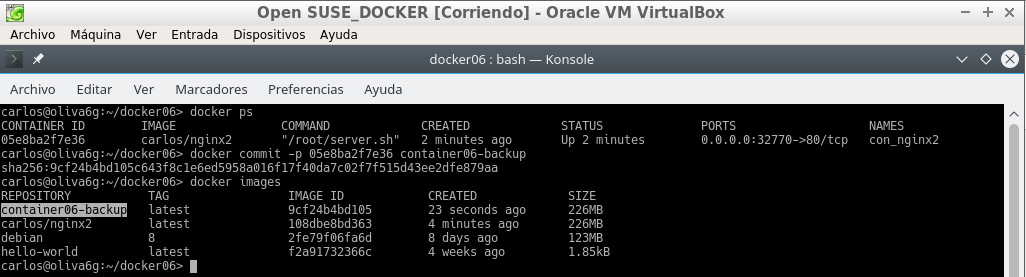 Open SUSE_DOCKER [Corriendo] - Oracle VM VirtualBox
Archivo Máquina Ver Entrada Dispositivos Ayuda
docker06 : bash — Konsole
Archivo Editar Ver Marcadores Preferencias Ayuda
carlos@oliva6g:~/docker06> docker ps
CONTAINER ID IMAGE COMMAND CREATED STATUS PORTS NAMES
05e8ba2f7e36 carlos/nginx2 "/root/server.sh" 2 minutes ago Up 2 minutes 0.0.0.0:32770->80/tcp con_nginx2
carlos@oliva6g:~/docker06> docker commit -p 05e8ba2f7e36 container06-backup
sha256:9cf24b4bd105c643f8c1e6ed5958a016f17f40da7c02f7f515d43ee2dfe879aa
carlos@oliva6g:~/docker06> docker images
REPOSITORY TAG IMAGE ID CREATED SIZE
container06-backup latest 9cf24b4bd105 23 seconds ago 226MB
carlos/nginx2 latest 108dbe8bd363 4 minutes ago 226MB
debian 8 2fe79f06fa6d 8 days ago 123MB
hello-world latest f2a91732366c 4 weeks ago 1.85kB
carlos@oliva6g:~/docker06>